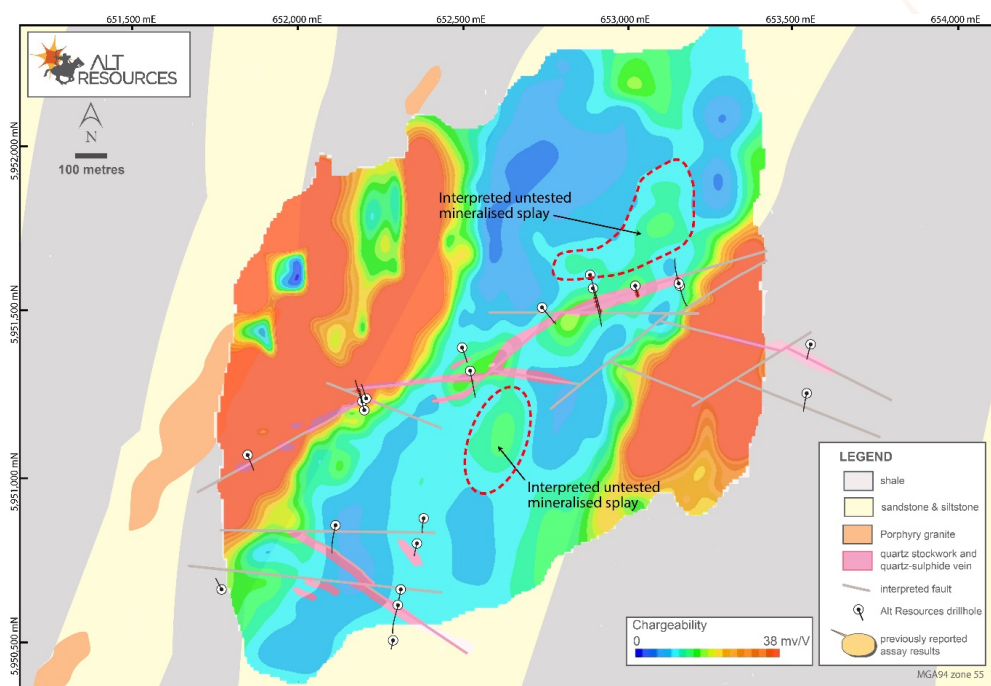 651,500 mE
652,000 mE
652,500 mE
653,000 mE
653,500 mE
654,000 mE
ALT
RESOURCES
N
100 metres
5,952,000 mN
5,951,500 mN
5,951,000 mN
5,950,500 mN
Interpreted untested
mineralised splay
Interpreted untested
mineralised splay
Chargeability
0 38 mv/V
LEGEND
shale
sandstone & siltstone
Porphyry granite
quartz stockwork and
quartz-sulphide vein
interpreted fault
Alt Resources drillhole
previously reported
assay results
MGA94 zone 55